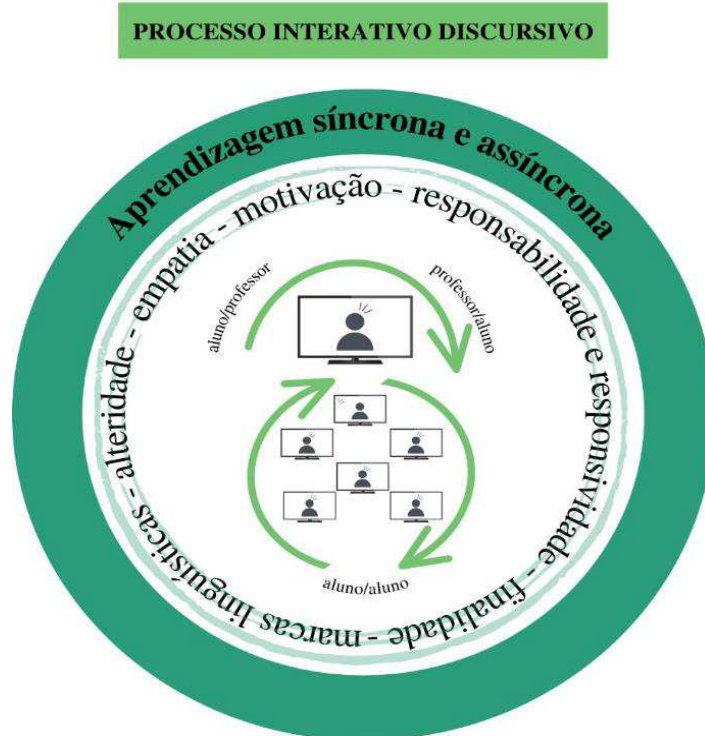 PROCESSO INTERATIVO DISCURSIVO
Aprendizagem síncrona e assíncrona
marcas linguísticas - alteridade - empatia - motivação - responsabilidade e responsividade - finalidade -
aluno/professor
professor/aluno
aluno/aluno